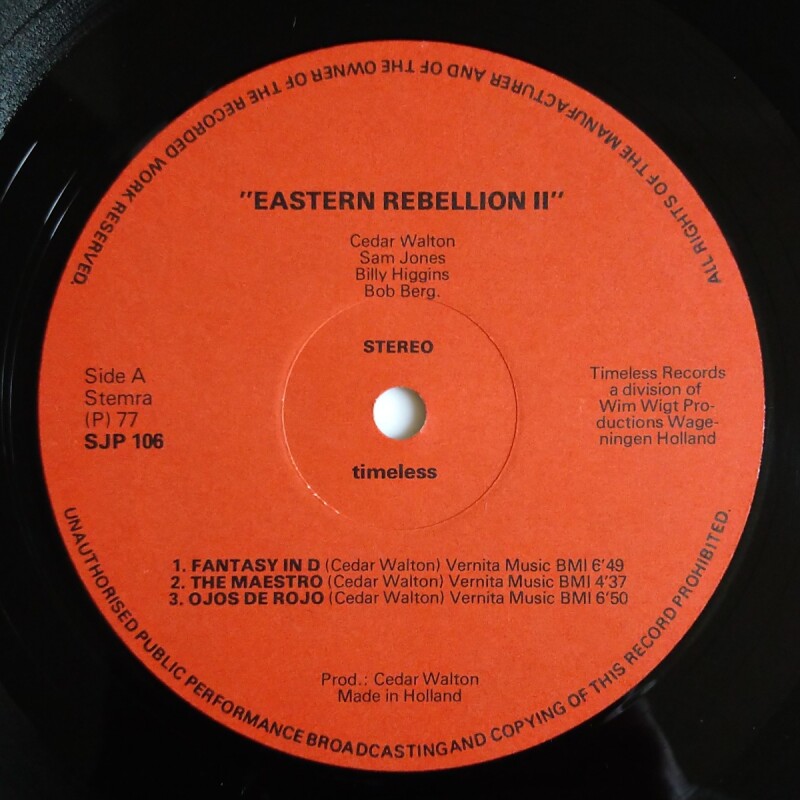 ALL RIGHTS OF THE MANUFACTURER AND OF THE OWNER OF THE RECORDED WORK RESERVED.
"EASTERN REBELLION II"
Cedar Walton
Sam Jones
Billy Higgins
Bob Berg.
STEREO
Side A
Stemra
(P) 77
SJP 106
Timeless Records
a division of
Wim Wigt Pro-
ductions Wage-
ningen Holland
timeless
1. FANTASY IN D (Cedar Walton) Vernita Music BMI 6'49
2. THE MAESTRO (Cedar Walton) Vernita Music BMI 4'37
3. OJOS DE ROJO (Cedar Walton) Vernita Music BMI 6'50
Prod.: Cedar Walton
Made in Holland
UNAUTHORISED PUBLIC PERFORMANCE BROADCASTING AND COPYING OF THIS RECORD PROHIBITED.